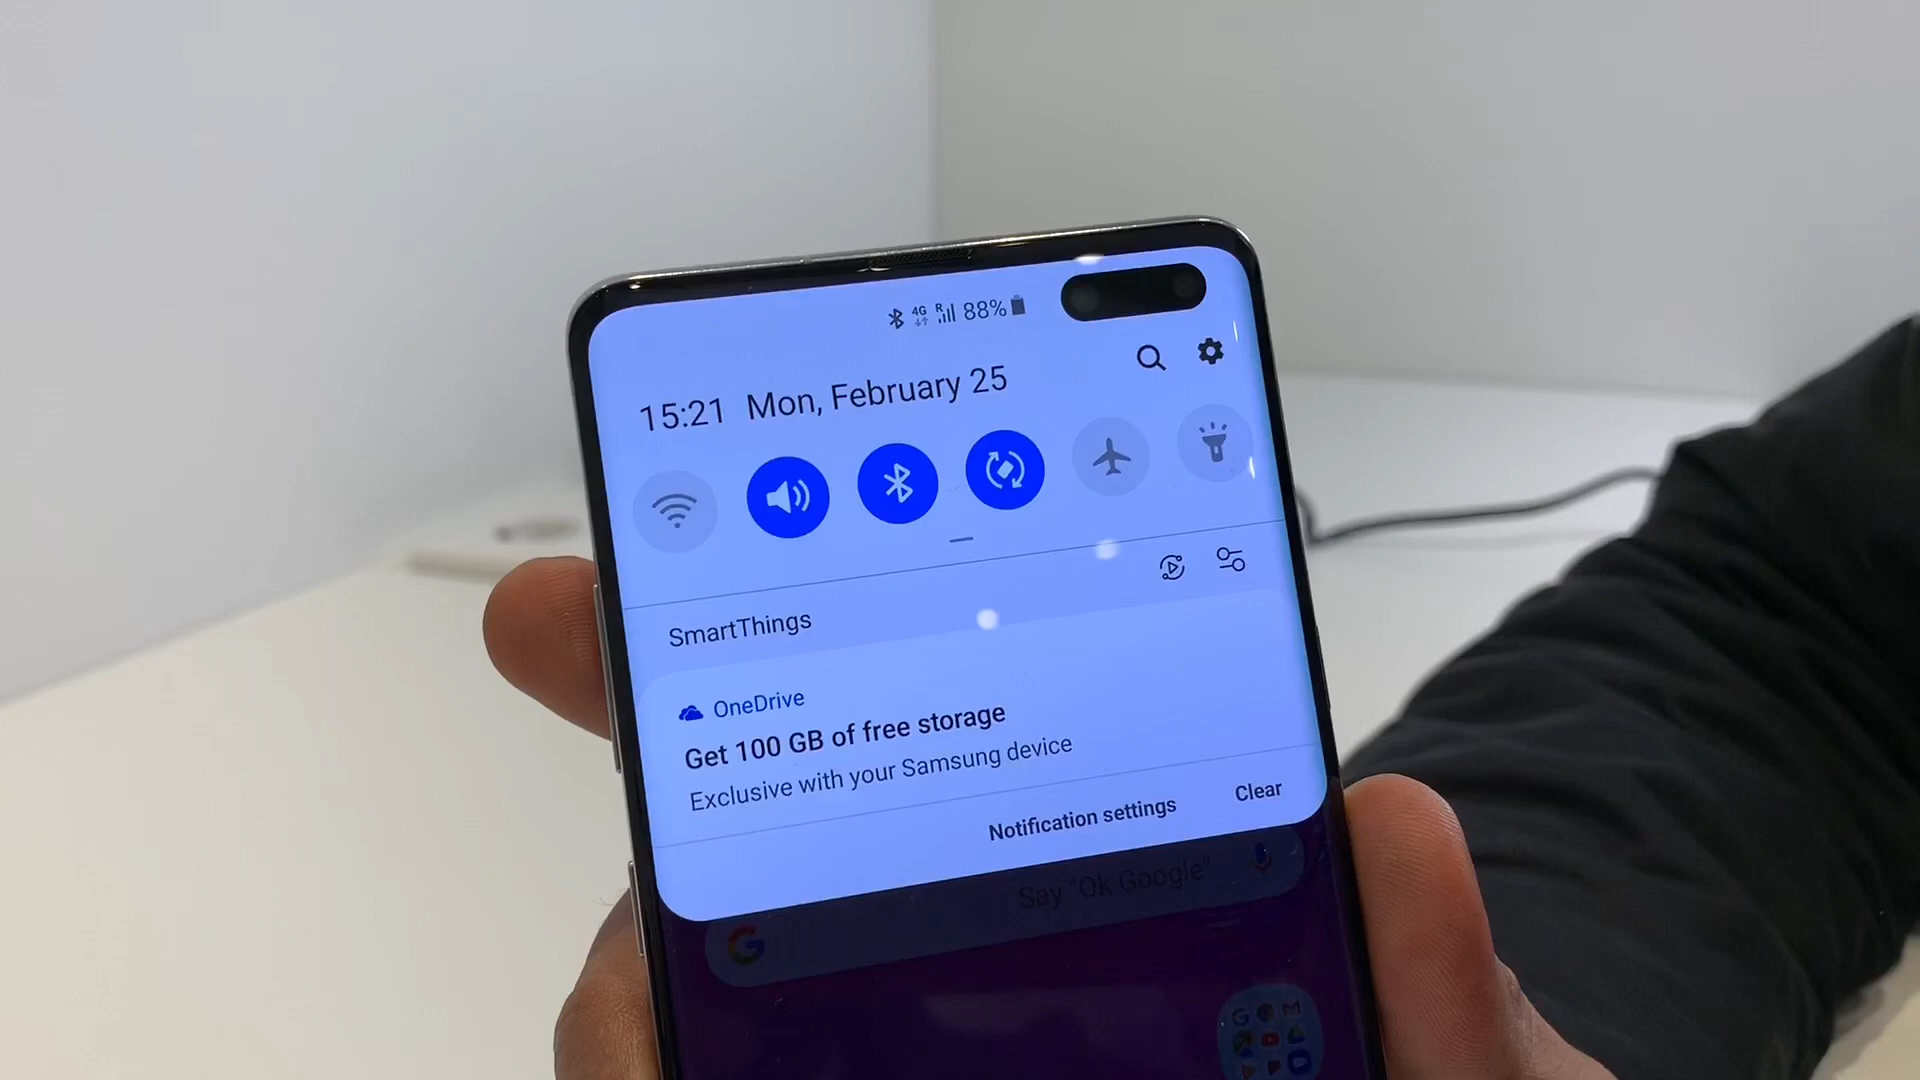 4G R 88%
15:21 Mon, February 25
SmartThings
OneDrive
Get 100 GB of free storage
Exclusive with your Samsung device
Notification settings Clear
Say "Ok Google"
G